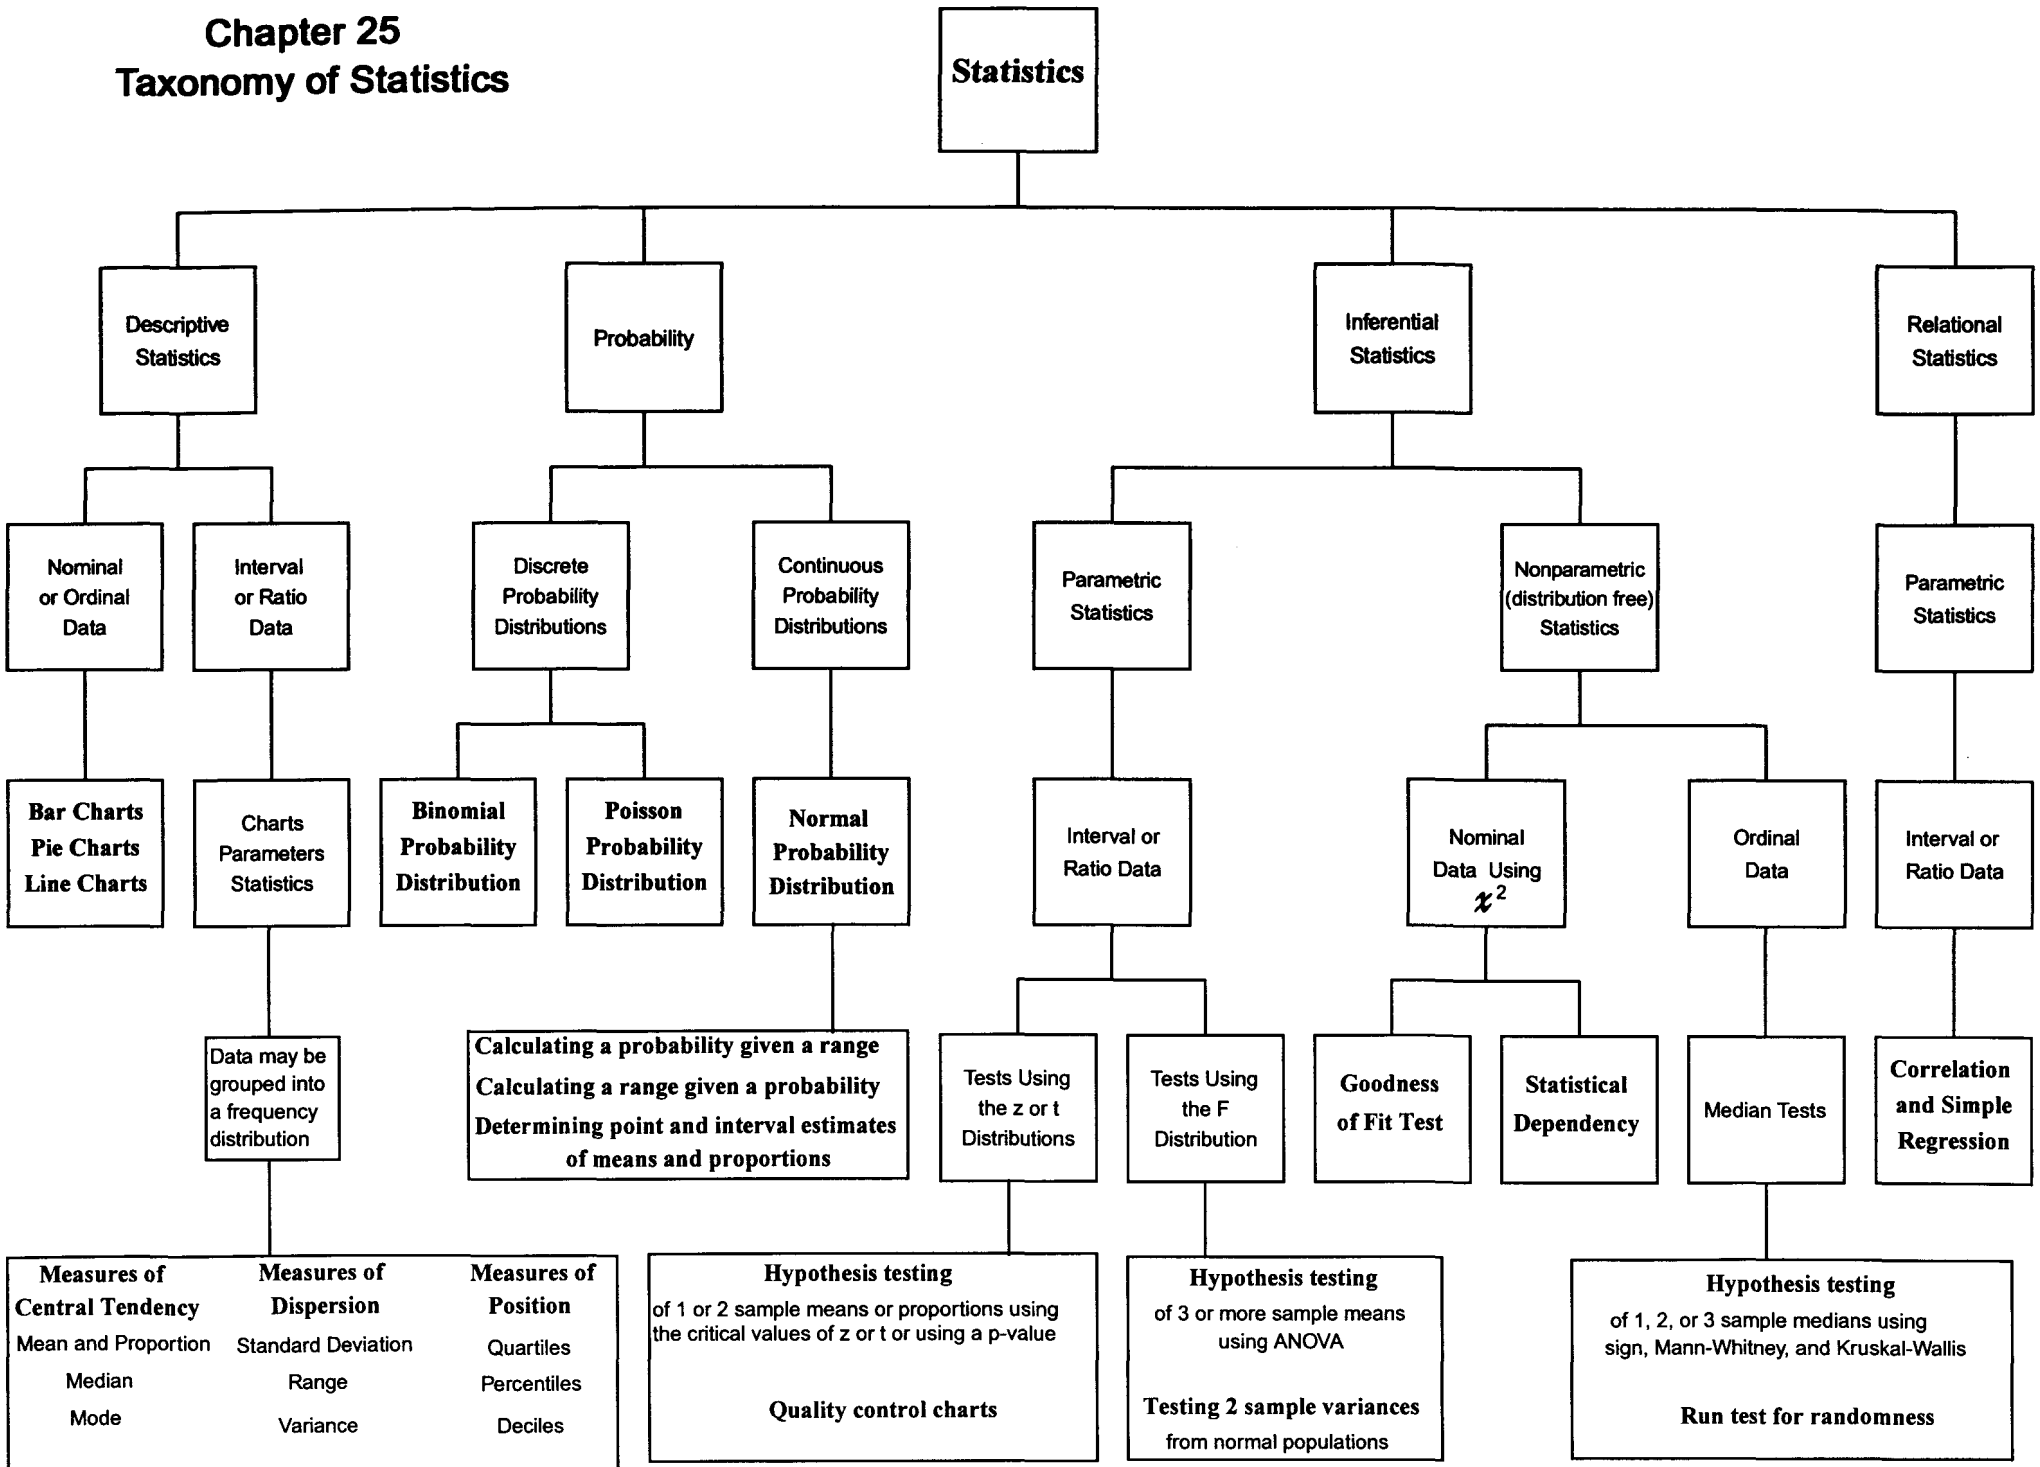 Chapter 25
Taxonomy of Statistics
Statistics
Descriptive
Statistics
Probability
Inferential
Statistics
Relational
Statistics
Nominal
or Ordinal
Data
Interval
or Ratio
Data
Discrete
Probability
Distributions
Continuous
Probability
Distributions
Parametric
Statistics
Nonparametric
(distribution free)
Statistics
Parametric
Statistics
Bar Charts
Pie Charts
Line Charts
Charts
Parameters
Statistics
Binomial
Probability
Distribution
Poisson
Probability
Distribution
Normal
Probability
Distribution
Interval or
Ratio Data
Nominal
Data Using
χ²
Ordinal
Data
Interval or
Ratio Data
Data may be
grouped into
a frequency
distribution
Calculating a probability given a range
Calculating a range given a probability
Determining point and interval estimates
of means and proportions
Tests Using
the z or t
Distributions
Tests Using
the F
Distribution
Goodness
of Fit Test
Statistical
Dependency
Median Tests
Correlation
and Simple
Regression
Measures of
Central Tendency
Mean and Proportion
Median
Mode
Measures of
Dispersion
Standard Deviation
Range
Variance
Measures of
Position
Quartiles
Percentiles
Deciles
Hypothesis testing
of 1 or 2 sample means or proportions using
the critical values of z or t or using a p-value
Quality control charts
Hypothesis testing
of 3 or more sample means
using ANOVA
Testing 2 sample variances
from normal populations
Hypothesis testing
of 1, 2, or 3 sample medians using
sign, Mann-Whitney, and Kruskal-Wallis
Run test for randomness